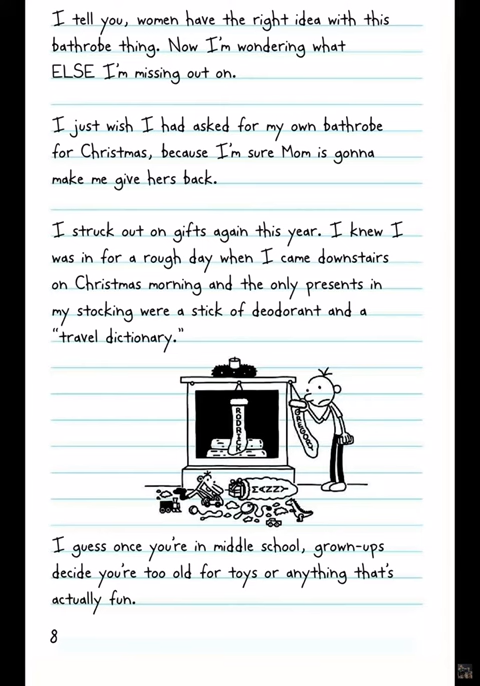 I tell you, women have the right idea with this
bathrobe thing. Now I'm wondering what
ELSE I'm missing out on.
I just wish I had asked for my own bathrobe
for Christmas, because I'm sure Mom is gonna
make me give hers back.
I struck out on gifts again this year. I knew I
was in for a rough day when I came downstairs
on Christmas morning and the only presents in
my stocking were a stick of deodorant and a
"travel dictionary."
RODRICK
GREGORY
MANNY
I guess once you're in middle school, grown-ups
decide you're too old for toys or anything that's
actually fun.
8